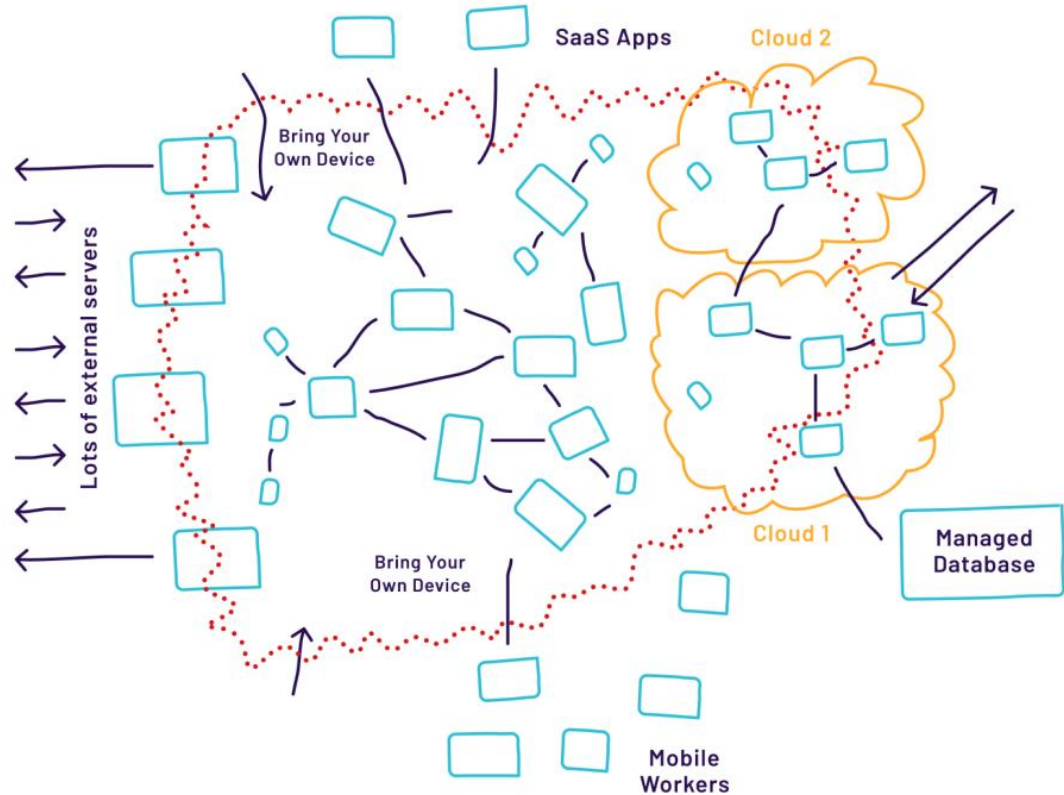 SaaS Apps
Cloud 2
Bring Your
Own Device
Lots of external servers
Cloud 1
Managed
Database
Bring Your
Own Device
Mobile
Workers